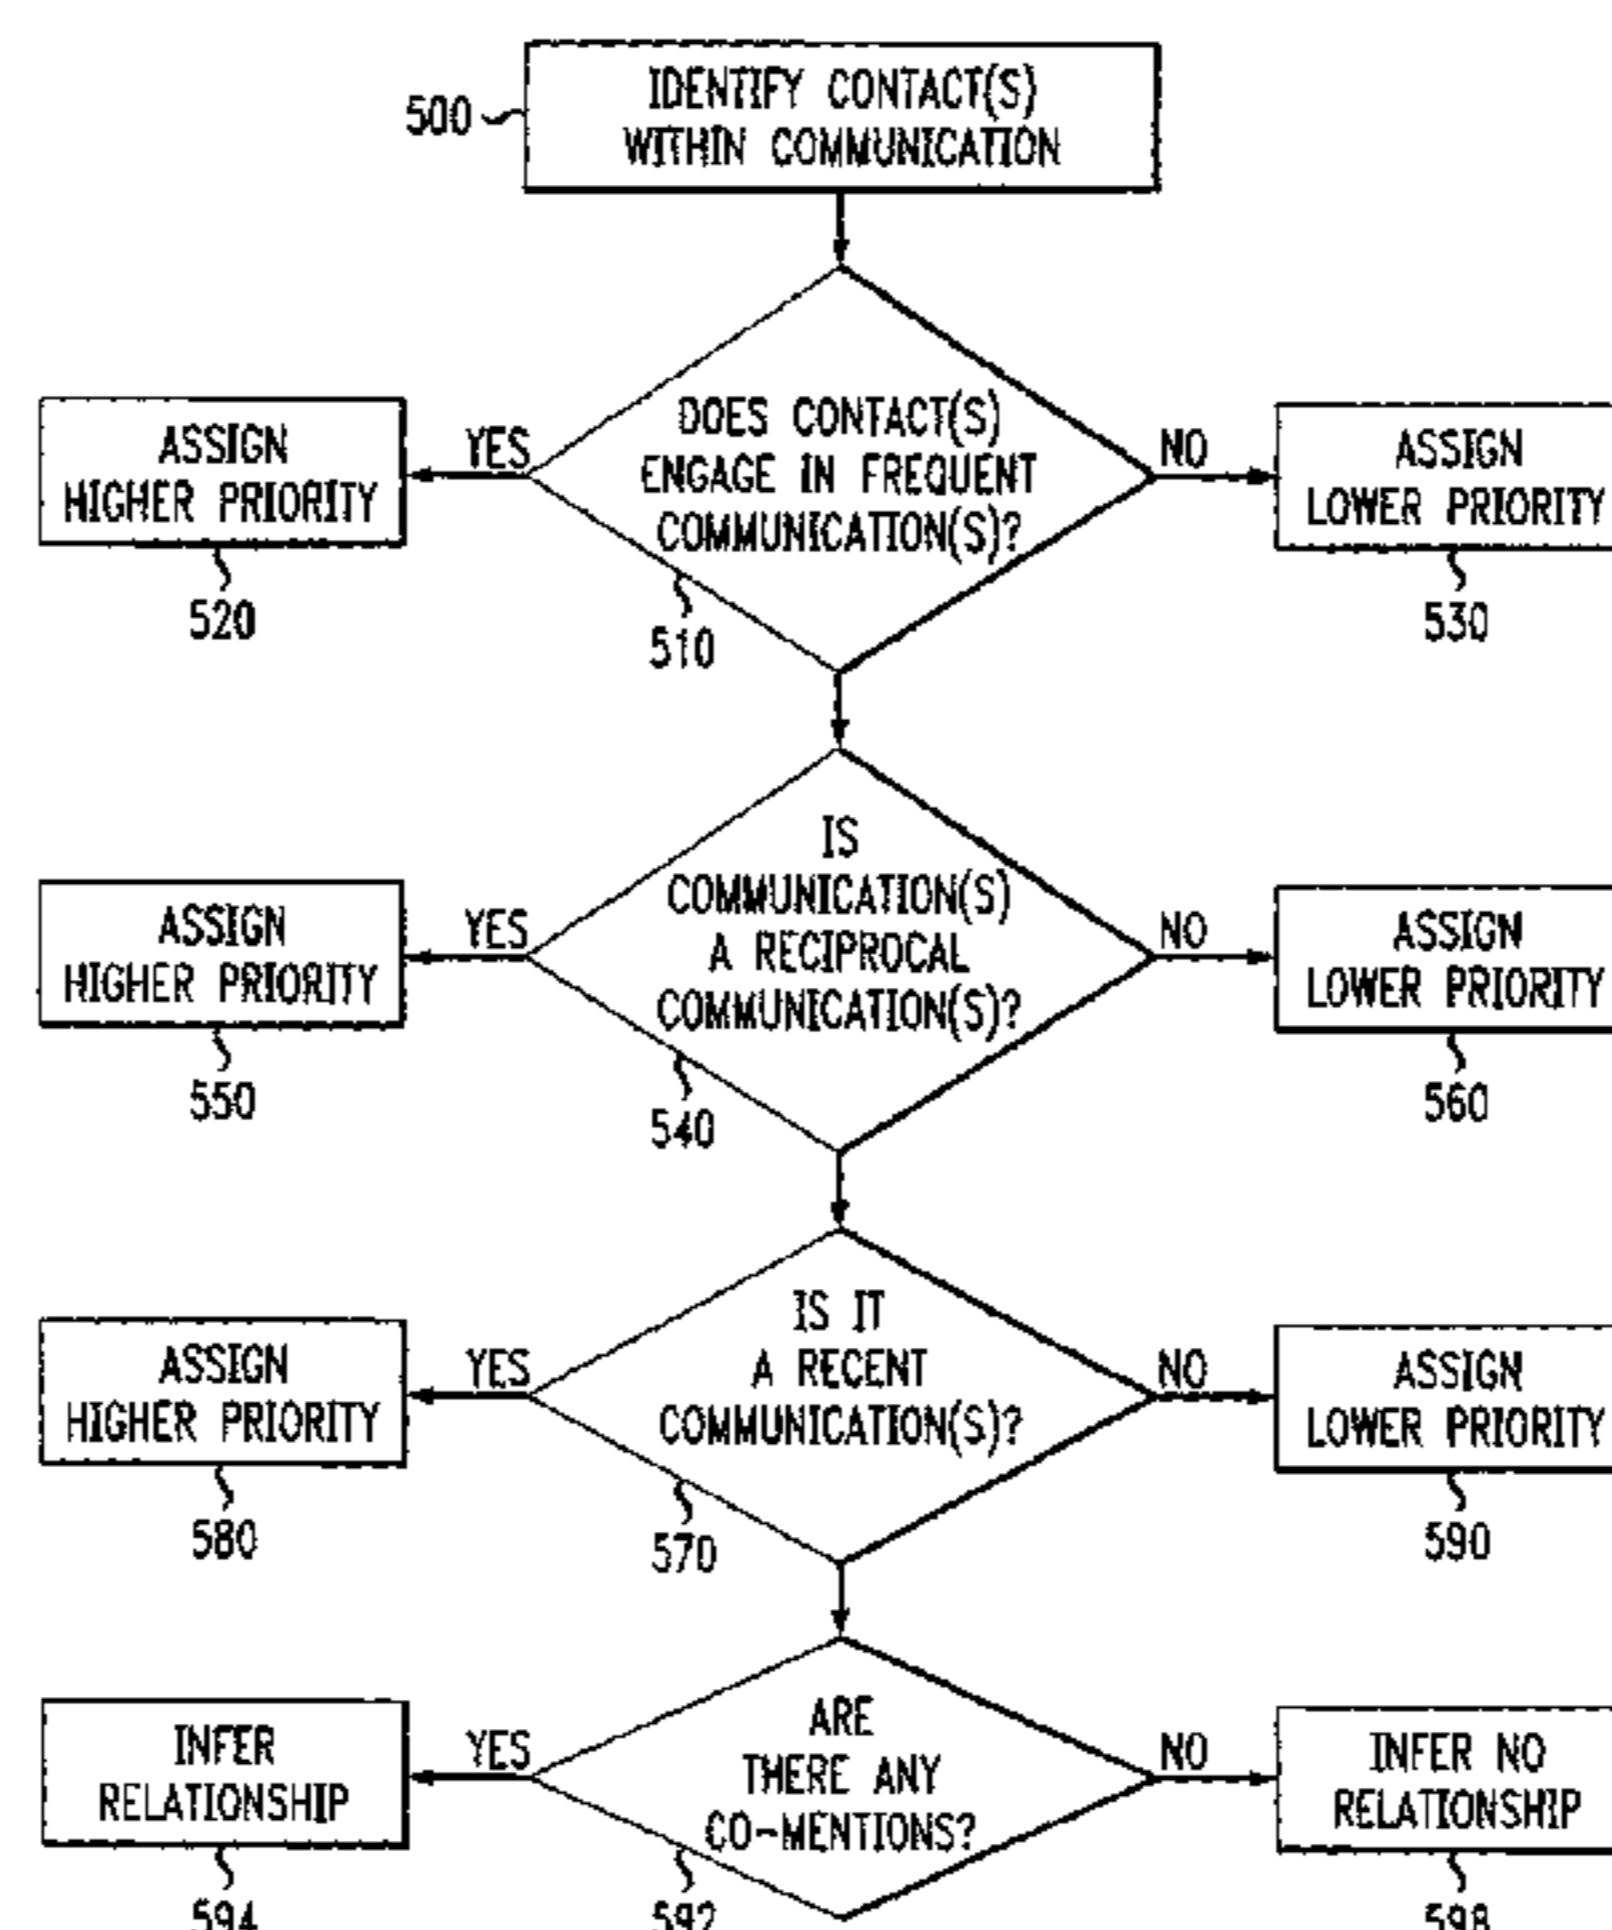 IDENTIFY CONTACT(S)
WITHIN COMMUNICATION
500
DOES CONTACT(S)
ENGAGE IN FREQUENT
COMMUNICATION(S)?
510
YES
ASSIGN
HIGHER PRIORITY
520
NO
ASSIGN
LOWER PRIORITY
530
IS
COMMUNICATION(S)
A RECIPROCAL
COMMUNICATION(S)?
540
YES
ASSIGN
HIGHER PRIORITY
550
NO
ASSIGN
LOWER PRIORITY
560
IS IT
A RECENT
COMMUNICATION(S)?
570
YES
ASSIGN
HIGHER PRIORITY
580
NO
ASSIGN
LOWER PRIORITY
590
ARE
THERE ANY
CO-MENTIONS?
592
YES
INFER
RELATIONSHIP
594
NO
INFER NO
RELATIONSHIP
598